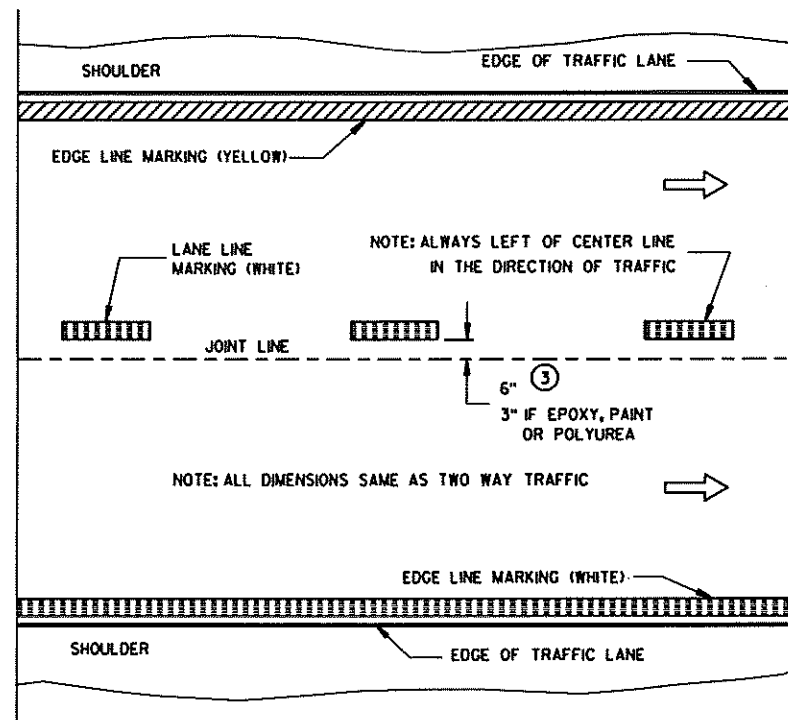 SHOULDER
EDGE OF TRAFFIC LANE
EDGE LINE MARKING (YELLOW)
LANE LINE
MARKING (WHITE)
NOTE: ALWAYS LEFT OF CENTER LINE
IN THE DIRECTION OF TRAFFIC
JOINT LINE
6" 3
3" IF EPOXY, PAINT
OR POLYUREA
NOTE: ALL DIMENSIONS SAME AS TWO WAY TRAFFIC
EDGE LINE MARKING (WHITE)
SHOULDER
EDGE OF TRAFFIC LANE